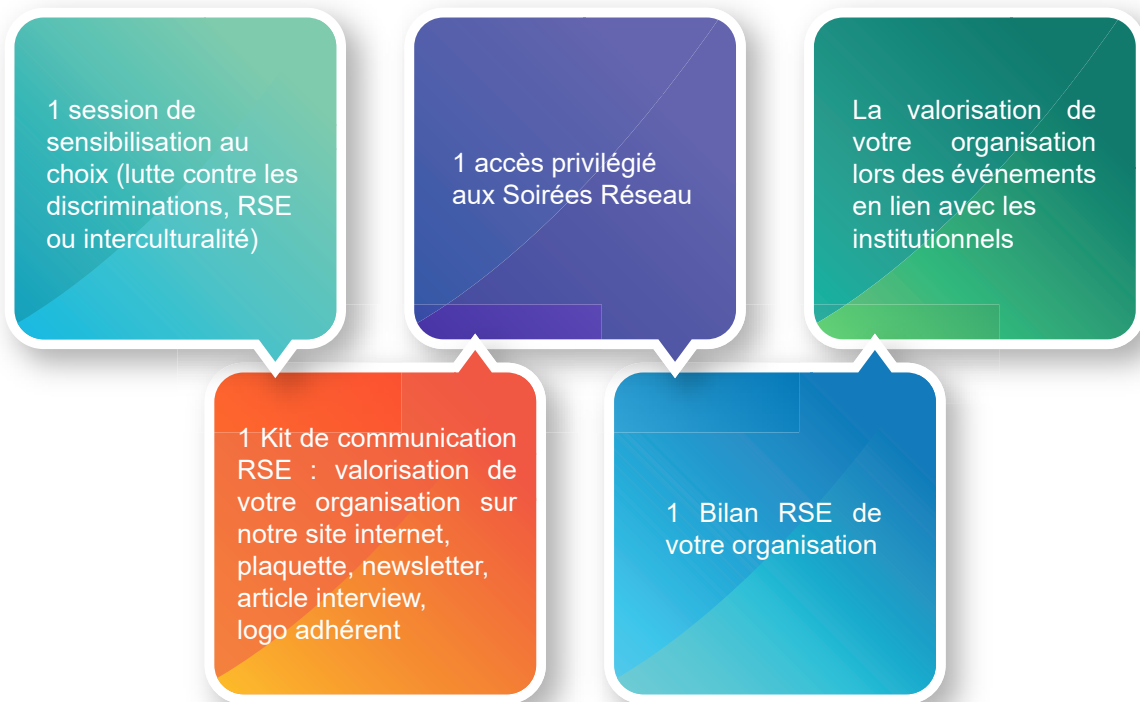 1 session de
sensibilisation au
choix (lutte contre les
discriminations, RSE
ou interculturalité)
1 accès privilégié
aux Soirées Réseau
La valorisation de
votre organisation
lors des événements
en lien avec les
institutionnels
1 Kit de communication
RSE : valorisation de
votre organisation sur
notre site internet,
plaquette, newsletter,
article interview,
logo adhérent
1 Bilan RSE de
votre organisation